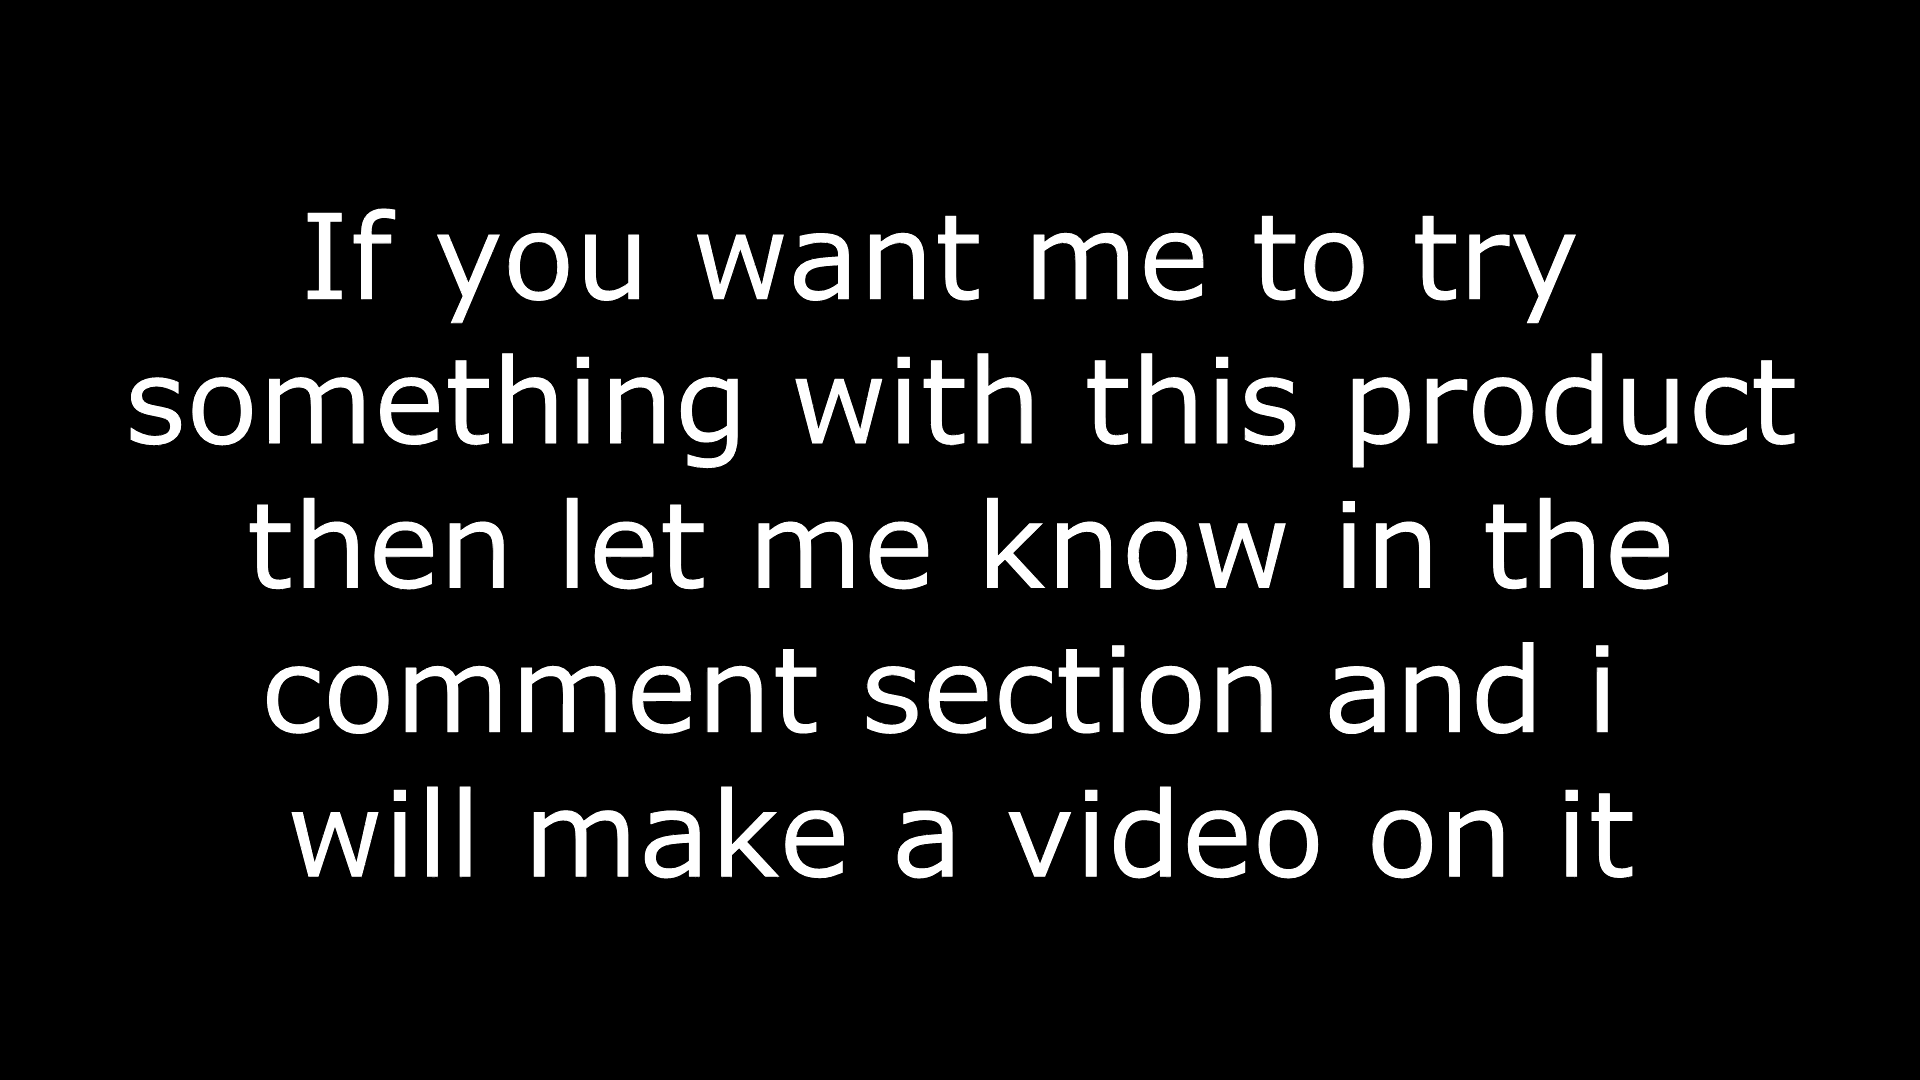 If you want me to try
something with this product
then let me know in the
comment section and i
will make a video on it